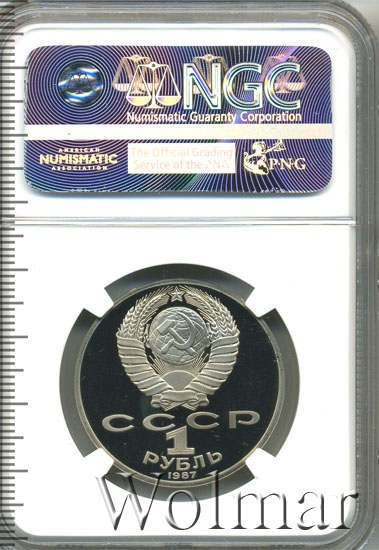 NGC
Numismatic Guaranty Corporation
AMERICAN
NUMISMATIC
ASSOCIATION
The Official Grading
Service of the
PNG
СССР
1
РУБЛЬ
1987
Wolmar